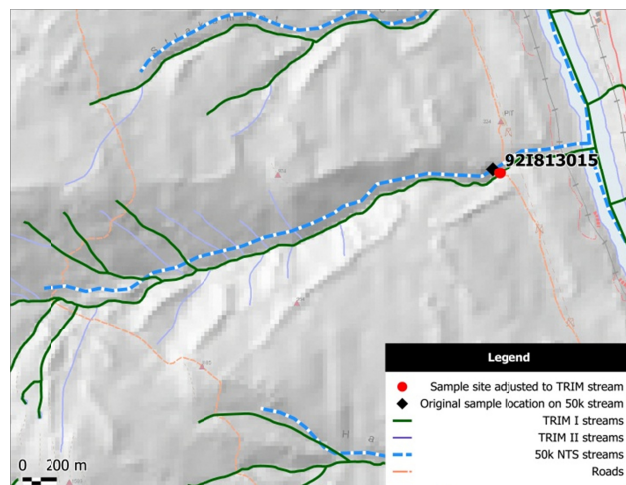 92I813015
Legend
Sample site adjusted to TRIM stream
Original sample location on 50k stream
TRIM I streams
TRIM II streams
50k NTS streams
Roads
0 200 m
H a